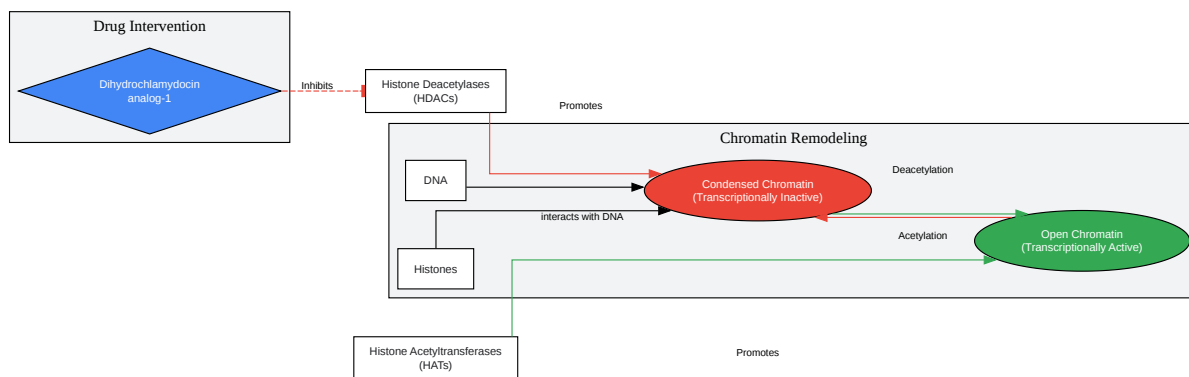 Drug Intervention
Dihydrochlamydocin
analog-1
Inhibits
Histone Deacetylases
(HDACs)
Promotes
Chromatin Remodeling
DNA
Condensed Chromatin
(Transcriptionally Inactive)
Deacetylation
interacts with DNA
Acetylation
Open Chromatin
(Transcriptionally Active)
Histones
Histone Acetyltransferases
(HATs)
Promotes